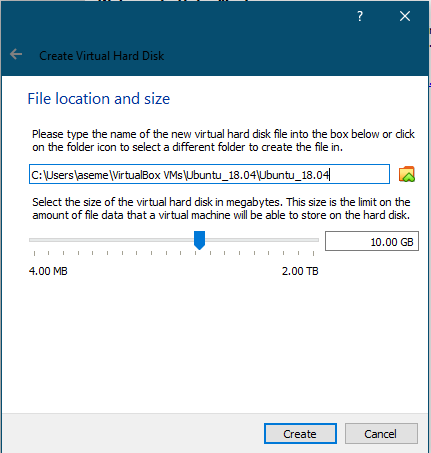 ?
Create Virtual Hard Disk
File location and size
Please type the name of the new virtual hard disk file into the box below or click
on the folder icon to select a different folder to create the file in.
C:\Users\aseme\VirtualBox VMs\Ubuntu_18.04\Ubuntu_18.04
Select the size of the virtual hard disk in megabytes. This size is the limit on the
amount of file data that a virtual machine will be able to store on the hard disk.
10.00 GB
4.00 MB 2.00 TB
Create Cancel